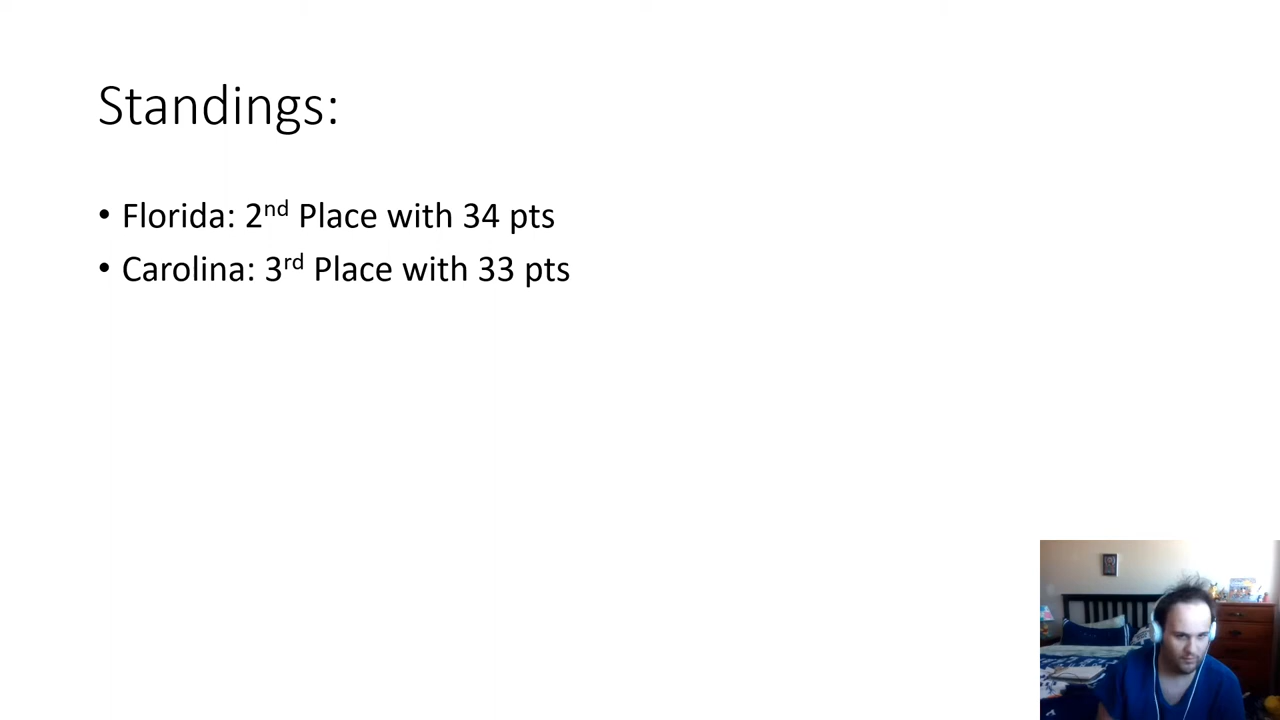 Standings:
• Florida: 2nd Place with 34 pts
• Carolina: 3rd Place with 33 pts